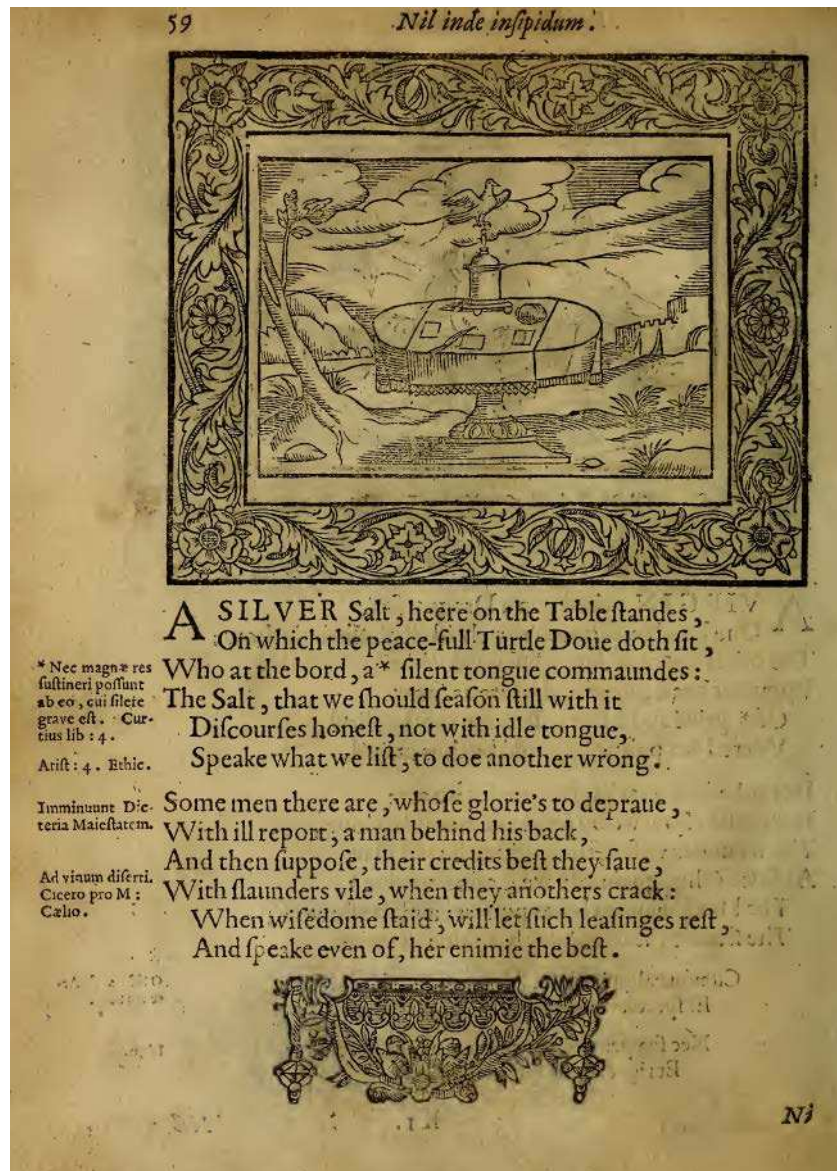 59 Nil inde inſipidum.
A SILVER Salt, heere on the Table ſtandes,
On which the peace-full Turtle Doue doth ſit,
Who at the bord, a* ſilent tongue commaundes:
The Salt, that we ſhould ſeaſon ſtill with it
Diſcourſes honeſt, not with idle tongue,
Speake what we liſt, to doe another wrong.
* Nec magnæ res
ſuſtineri poſſunt
ab eo, cui ſilere
grave eſt. Cur-
tius lib: 4.
Ariſt: 4. Ethic.
Some men there are, whoſe glorie's to depraue,
With ill report, a man behind his back,
And then ſuppoſe, their credits beſt they ſaue,
With ſlaunders vile, when they anothers crack:
When wiſedome ſtaid, will let ſuch leaſinges reſt,
And ſpeake even of, her enimie the beſt.
Imminuunt Dic-
teria Maieſtatem.
Ad vinum diſerti.
Cicero pro M:
Cælio.
Ni